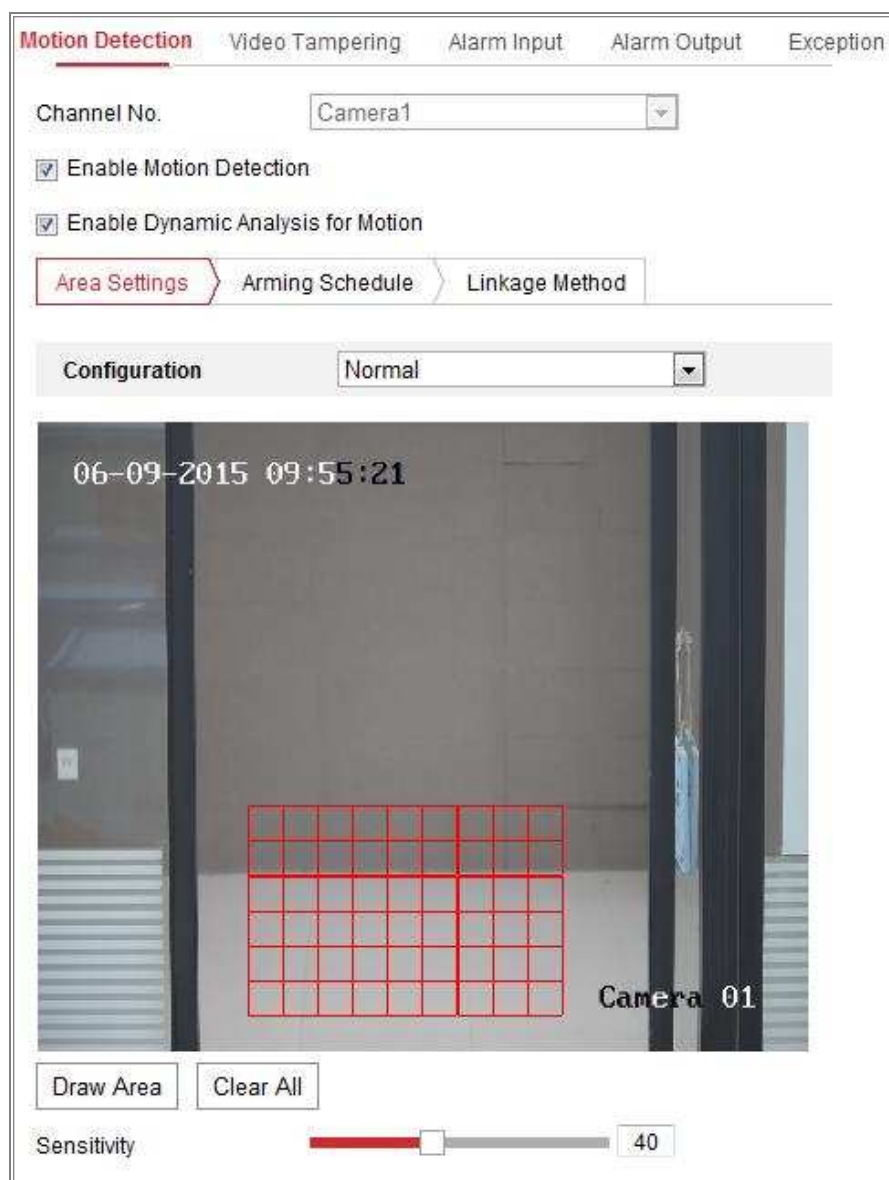 Motion Detection Video Tampering Alarm Input Alarm Output Exception
Channel No. Camera1
Enable Motion Detection
Enable Dynamic Analysis for Motion
Area Settings Arming Schedule Linkage Method
Configuration Normal
06-09-2015 09:55:21
Camera 01
Draw Area Clear All
Sensitivity 40